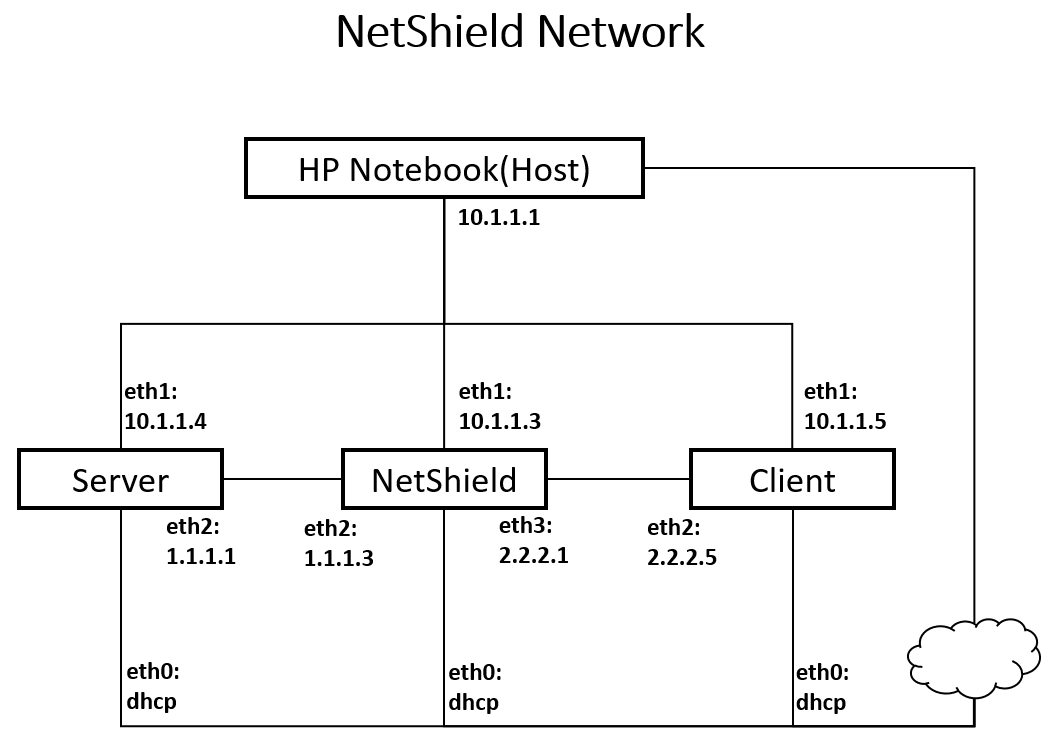 NetShield Network
HP Notebook(Host)
10.1.1.1
eth1:
10.1.1.4
eth1:
10.1.1.3
eth1:
10.1.1.5
Server
NetShield
Client
eth2:
1.1.1.1
eth2:
1.1.1.3
eth3:
2.2.2.1
eth2:
2.2.2.5
eth0:
dhcp
eth0:
dhcp
eth0:
dhcp